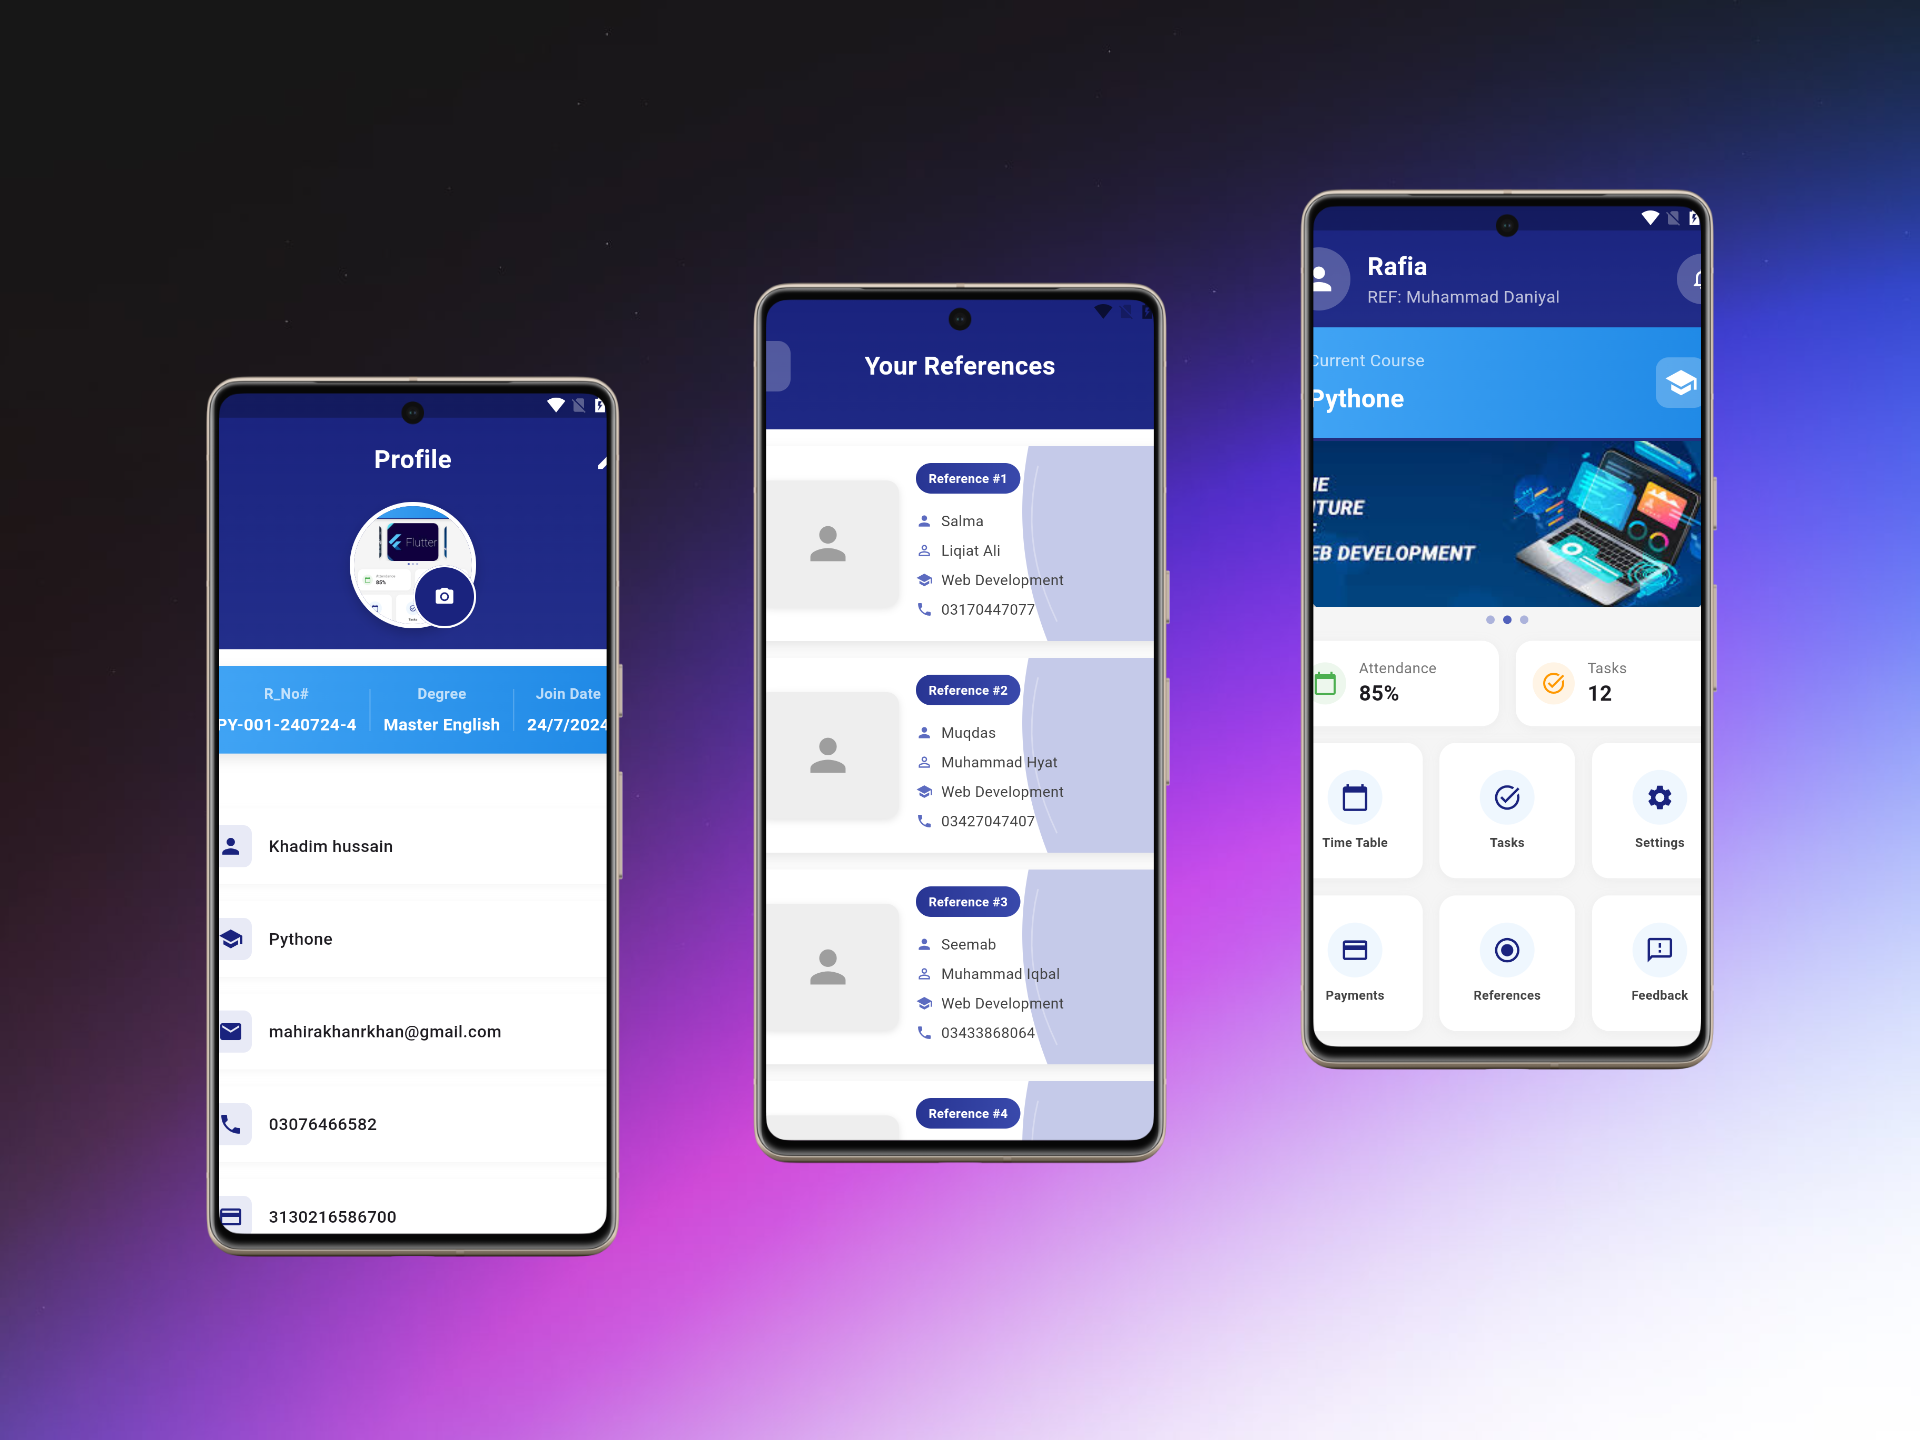 Profile
Flutter
Attendance
85%
Tasks
R_No#
Degree
Join Date
PY-001-240724-4
Master English
24/7/2024
Khadim hussain
Pythone
mahirakhanrkhan@gmail.com
03076466582
3130216586700
Your References
Reference #1
Salma
Liqiat Ali
Web Development
03170447077
Reference #2
Muqdas
Muhammad Hyat
Web Development
03427047407
Reference #3
Seemab
Muhammad Iqbal
Web Development
03433868064
Reference #4
Rafia
REF: Muhammad Daniyal
Current Course
Pythone
DEVELOPMENT
Attendance
85%
Tasks
12
Time Table
Tasks
Settings
Payments
References
Feedback